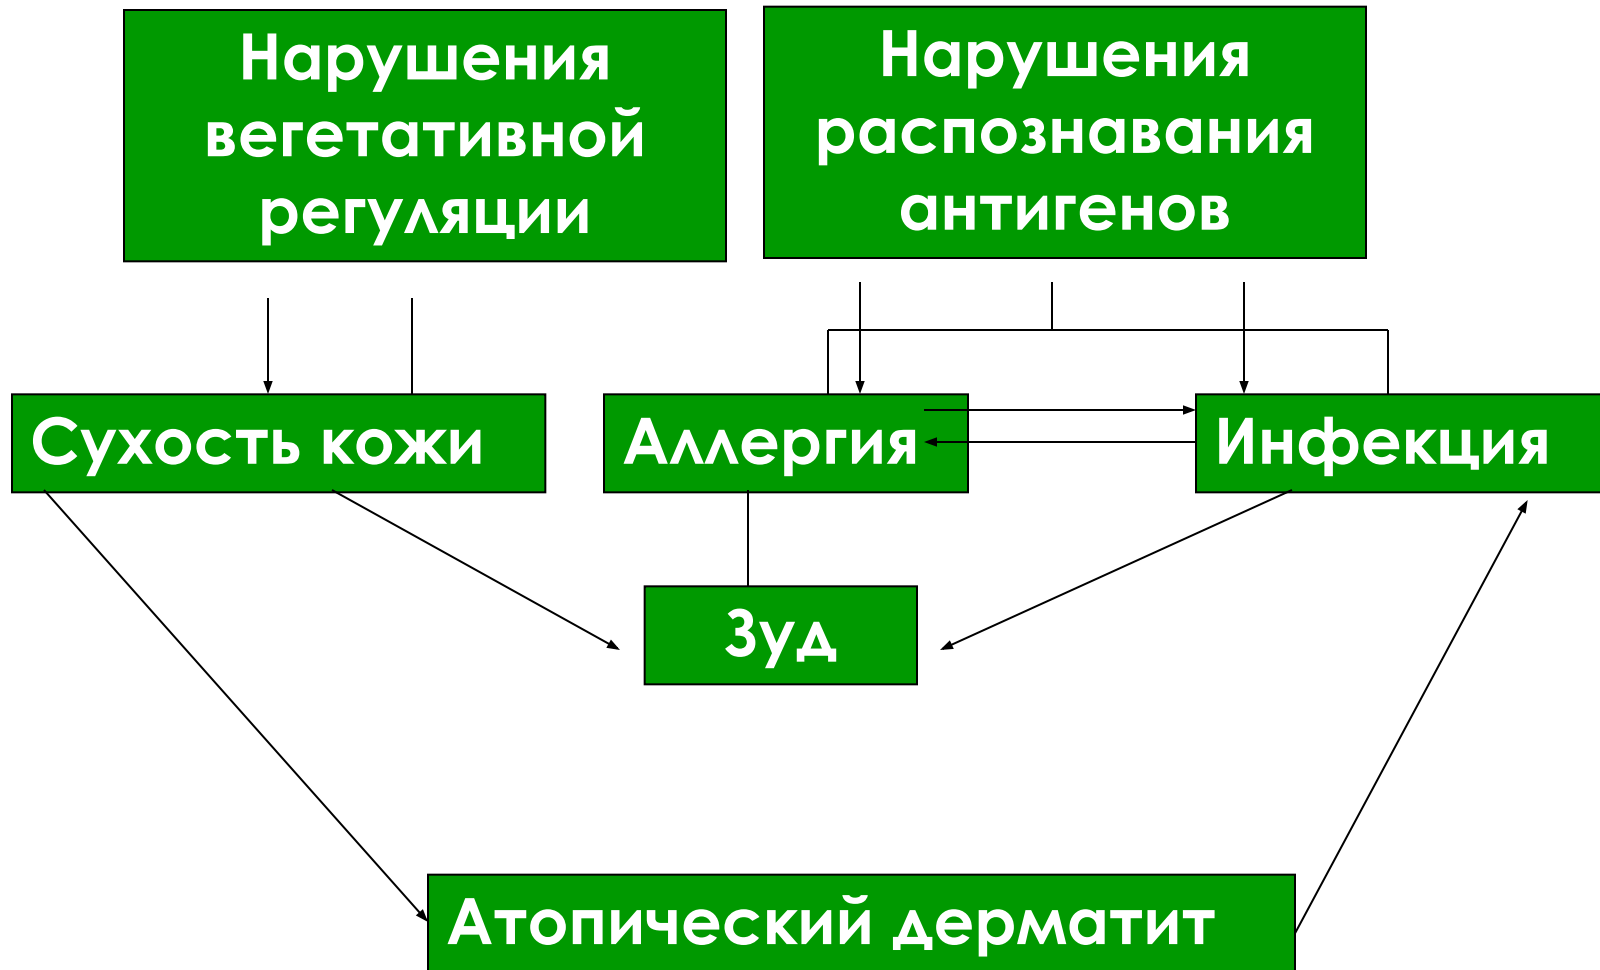 Нарушения
вегетативной
регуляции
Нарушения
распознавания
антигенов
Сухость кожи
Аллергия
Инфекция
Зуд
Атопический дерматит